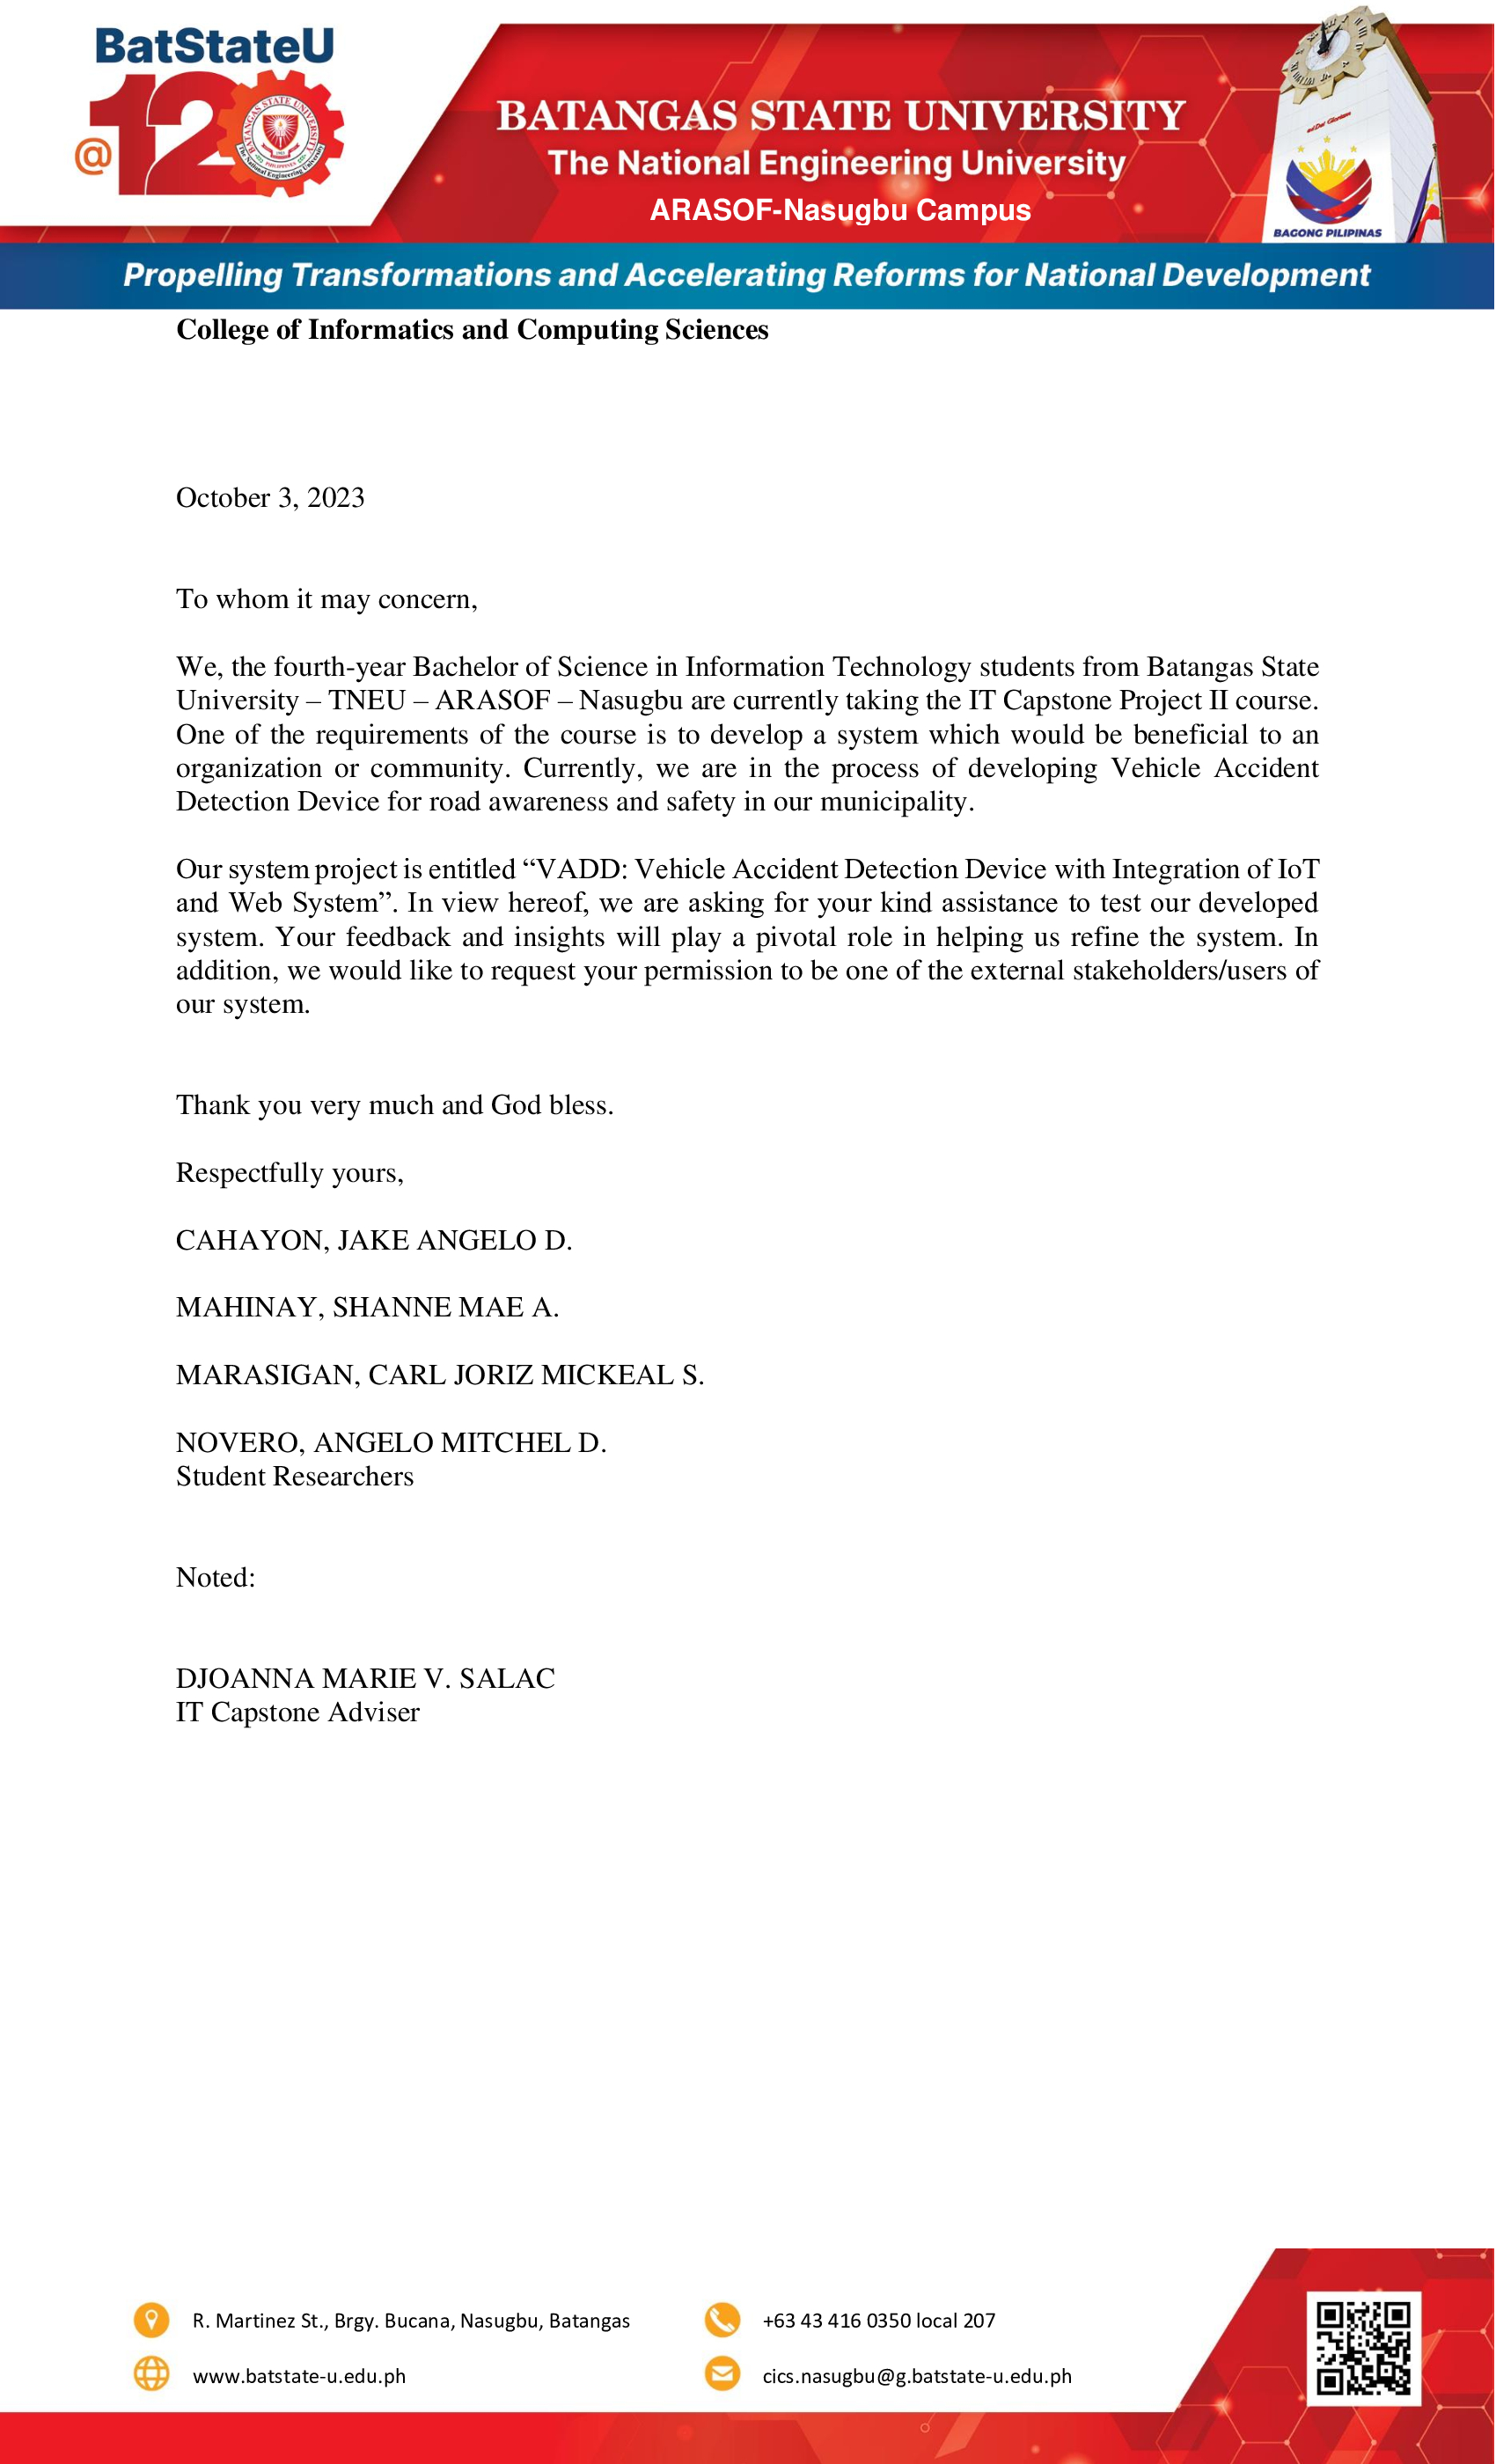 BatStateU
@120
BATANGAS STATE UNIVERSITY
The National Engineering University
ARASOF-Nasugbu Campus
BAGONG PILIPINAS
Propelling Transformations and Accelerating Reforms for National Development
College of Informatics and Computing Sciences
October 3, 2023
To whom it may concern,
We, the fourth-year Bachelor of Science in Information Technology students from Batangas State
University – TNEU – ARASOF – Nasugbu are currently taking the IT Capstone Project II course.
One of the requirements of the course is to develop a system which would be beneficial to an
organization or community. Currently, we are in the process of developing Vehicle Accident
Detection Device for road awareness and safety in our municipality.
Our system project is entitled “VADD: Vehicle Accident Detection Device with Integration of IoT
and Web System”. In view hereof, we are asking for your kind assistance to test our developed
system. Your feedback and insights will play a pivotal role in helping us refine the system. In
addition, we would like to request your permission to be one of the external stakeholders/users of
our system.
Thank you very much and God bless.
Respectfully yours,
CAHAYON, JAKE ANGELO D.
MAHINAY, SHANNE MAE A.
MARASIGAN, CARL JORIZ MICKEAL S.
NOVERO, ANGELO MITCHEL D.
Student Researchers
Noted:
DJOANNA MARIE V. SALAC
IT Capstone Adviser
R. Martinez St., Brgy. Bucana, Nasugbu, Batangas
+63 43 416 0350 local 207
www.batstate-u.edu.ph
cics.nasugbu@g.batstate-u.edu.ph